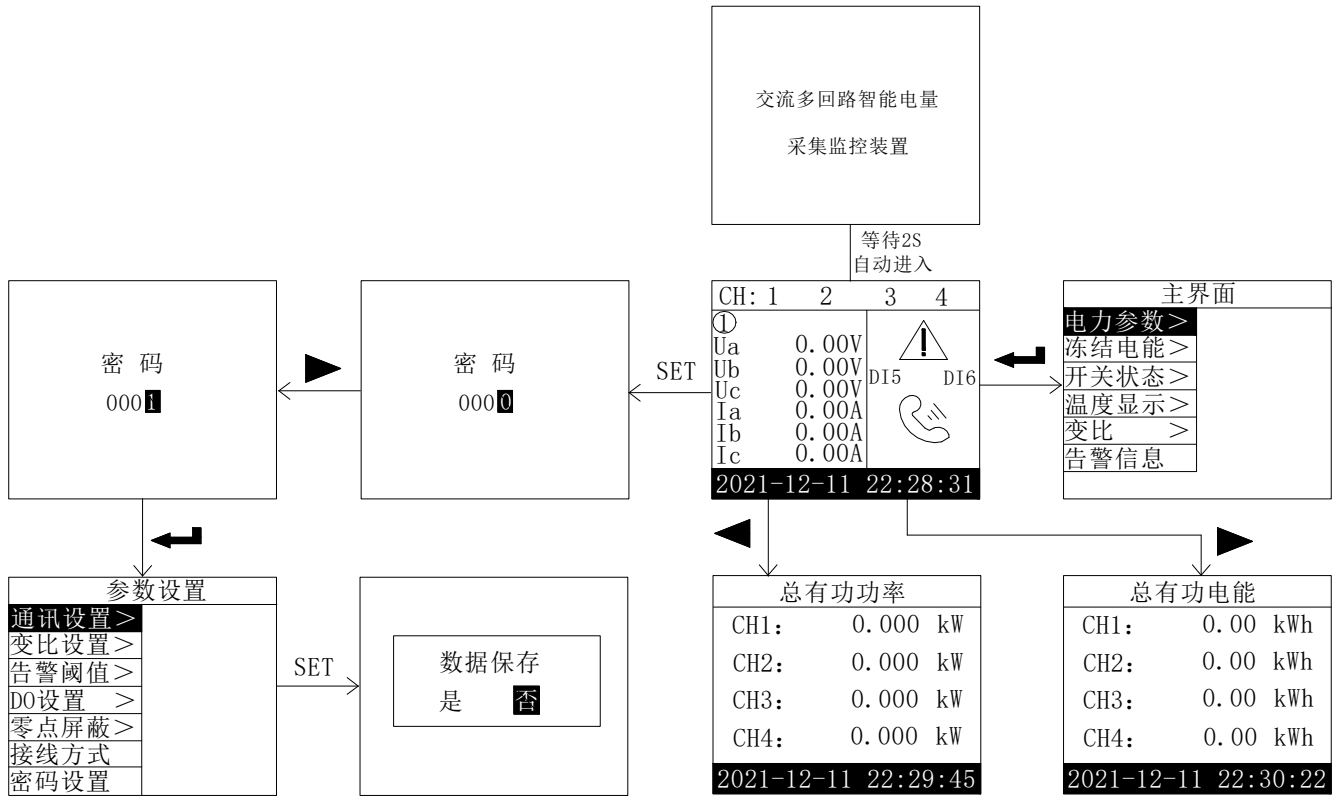 交流多回路智能电量
采集监控装置
等待2S
自动进入
密 码
0001
密 码
0000
SET
CH: 1 2 3 4
①
Ua 0.00V
Ub 0.00V
Uc 0.00V
Ia 0.00A
Ib 0.00A
Ic 0.00A
DI5 DI6
2021-12-11 22:28:31
主界面
电力参数>
冻结电能>
开关状态>
温度显示>
变比 >
告警信息
参数设置
通讯设置>
变比设置>
告警阈值>
DO设置 >
零点屏蔽>
接线方式
密码设置
SET
数据保存
是 否
总有功功率
CH1: 0.000 kW
CH2: 0.000 kW
CH3: 0.000 kW
CH4: 0.000 kW
2021-12-11 22:29:45
总有功电能
CH1: 0.00 kWh
CH2: 0.00 kWh
CH3: 0.00 kWh
CH4: 0.00 kWh
2021-12-11 22:30:22